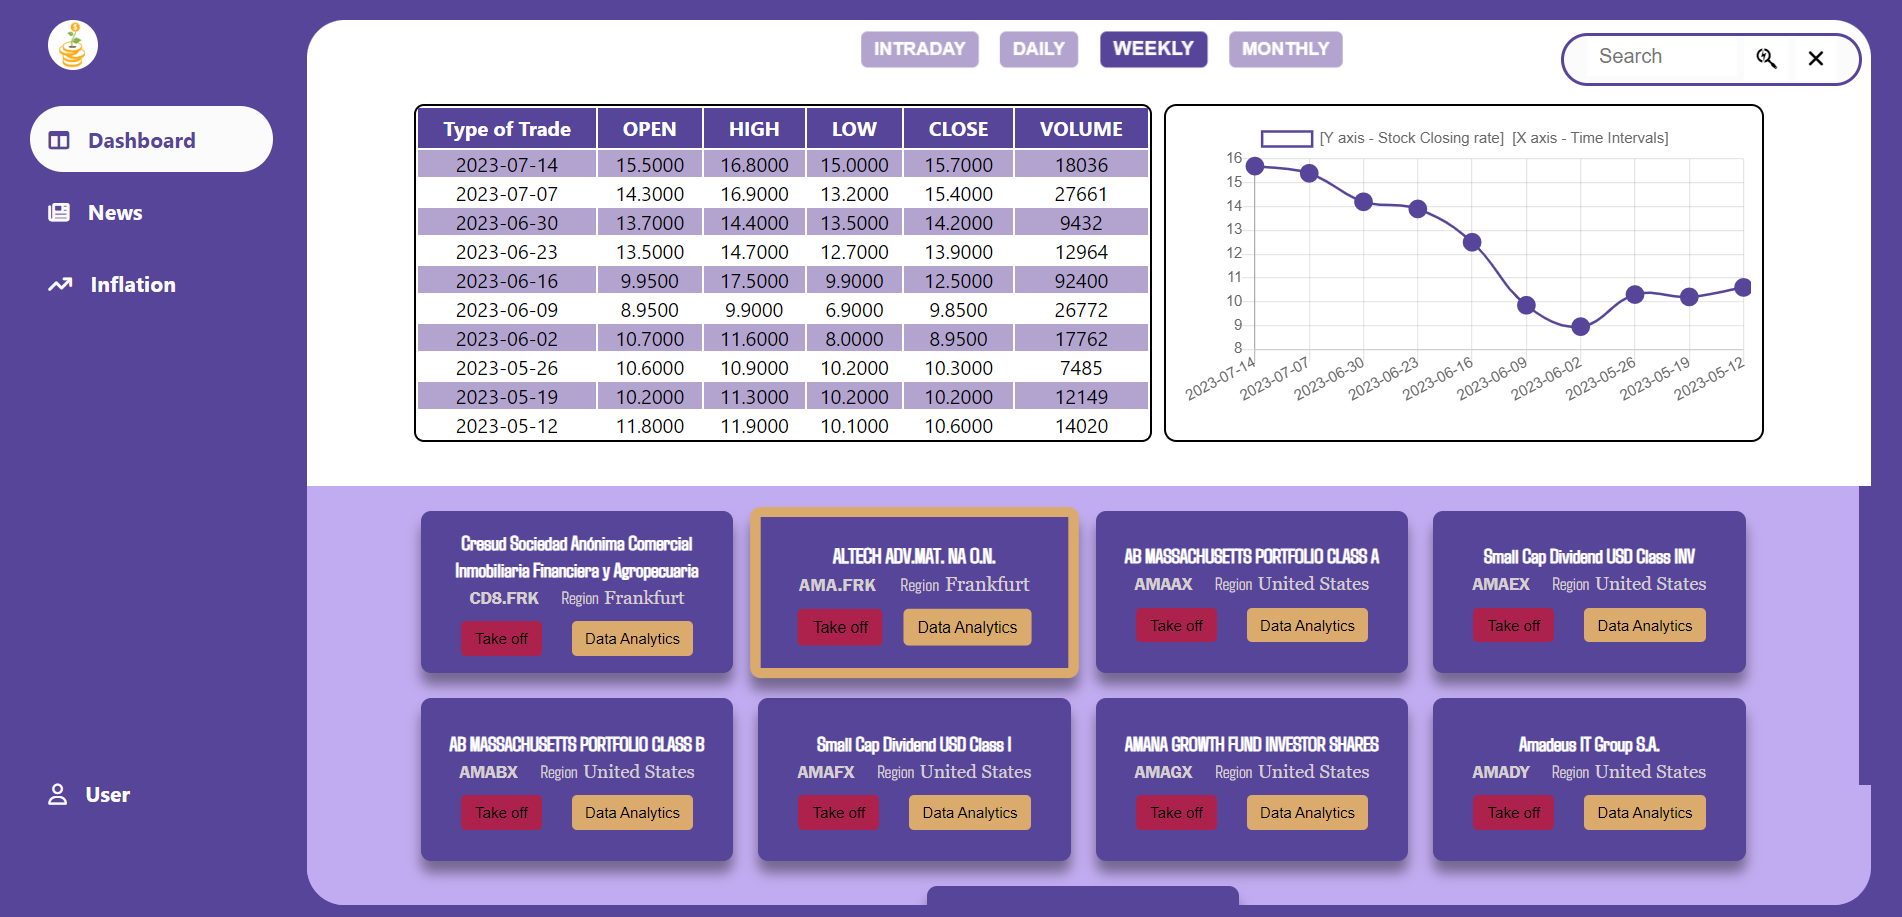 INTRADAY DAILY WEEKLY MONTHLY
Search
Dashboard
News
Inflation
User
Type of Trade OPEN HIGH LOW CLOSE VOLUME
2023-07-14 15.5000 16.8000 15.0000 15.7000 18036
2023-07-07 14.3000 16.9000 13.2000 15.4000 27661
2023-06-30 13.7000 14.4000 13.5000 14.2000 9432
2023-06-23 13.5000 14.7000 12.7000 13.9000 12964
2023-06-16 9.9500 17.5000 9.9000 12.5000 92400
2023-06-09 8.9500 9.9000 6.9000 9.8500 26772
2023-06-02 10.7000 11.6000 8.0000 8.9500 17762
2023-05-26 10.6000 10.9000 10.2000 10.3000 7485
2023-05-19 10.2000 11.3000 10.2000 10.2000 12149
2023-05-12 11.8000 11.9000 10.1000 10.6000 14020
[Y axis - Stock Closing rate] [X axis - Time Intervals]
16
15
14
13
12
11
10
9
8
2023-07-14 2023-07-07 2023-06-30 2023-06-23 2023-06-16 2023-06-09 2023-06-02 2023-05-26 2023-05-19 2023-05-12
Cresud Sociedad Anónima Comercial
Inmobiliaria Financiera y Agropecuaria
CD8.FRK Region Frankfurt
Take off Data Analytics
ALTECH ADV.MAT. NA O.N.
AMA.FRK Region Frankfurt
Take off Data Analytics
AB MASSACHUSETTS PORTFOLIO CLASS A
AMAAX Region United States
Take off Data Analytics
Small Cap Dividend USD Class INV
AMAEX Region United States
Take off Data Analytics
AB MASSACHUSETTS PORTFOLIO CLASS B
AMABX Region United States
Take off Data Analytics
Small Cap Dividend USD Class I
AMAFX Region United States
Take off Data Analytics
AMANA GROWTH FUND INVESTOR SHARES
AMAGX Region United States
Take off Data Analytics
Amadeus IT Group S.A.
AMADY Region United States
Take off Data Analytics